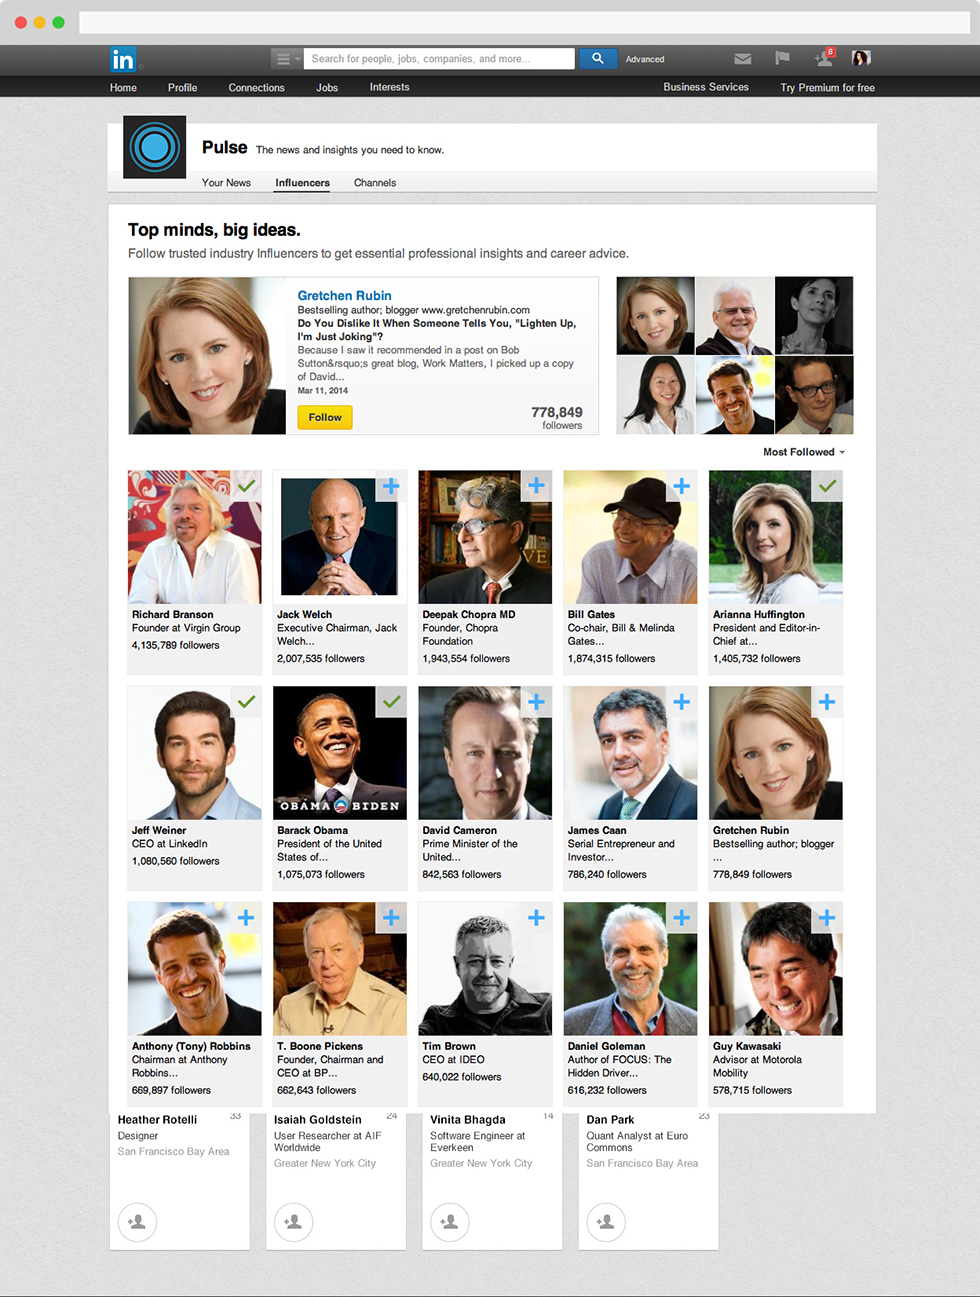 in
Search for people, jobs, companies, and more...
Advanced
8
Home
Profile
Connections
Jobs
Interests
Business Services
Try Premium for free
Pulse
The news and insights you need to know.
Your News
Influencers
Channels
Top minds, big ideas.
Follow trusted industry Influencers to get essential professional insights and career advice.
Gretchen Rubin
Bestselling author; blogger www.gretchenrubin.com
Do You Dislike It When Someone Tells You, "Lighten Up,
I'm Just Joking"?
Because I saw it recommended in a post on Bob
Sutton&rsquo;s great blog, Work Matters, I picked up a copy
of David...
Mar 11, 2014
Follow
778,849
followers
Most Followed
Richard Branson
Founder at Virgin Group
4,135,789 followers
Jack Welch
Executive Chairman, Jack
Welch...
2,007,535 followers
Deepak Chopra MD
Founder, Chopra
Foundation
1,943,554 followers
Bill Gates
Co-chair, Bill & Melinda
Gates...
1,874,315 followers
Arianna Huffington
President and Editor-in-
Chief at...
1,405,732 followers
Jeff Weiner
CEO at LinkedIn
1,080,560 followers
OBAMA BIDEN
Barack Obama
President of the United
States of...
1,075,073 followers
David Cameron
Prime Minister of the
United...
842,563 followers
James Caan
Serial Entrepreneur and
Investor...
786,240 followers
Gretchen Rubin
Bestselling author; blogger
...
778,849 followers
Anthony (Tony) Robbins
Chairman at Anthony
Robbins...
669,897 followers
T. Boone Pickens
Founder, Chairman and
CEO at BP...
662,643 followers
Tim Brown
CEO at IDEO
640,022 followers
Daniel Goleman
Author of FOCUS: The
Hidden Driver...
616,232 followers
Guy Kawasaki
Advisor at Motorola
Mobility
578,715 followers
Heather Rotelli
33
Designer
San Francisco Bay Area
Isaiah Goldstein
24
User Researcher at AIF
Worldwide
Greater New York City
Vinita Bhagda
14
Software Engineer at
Everkeen
Greater New York City
Dan Park
23
Quant Analyst at Euro
Commons
San Francisco Bay Area